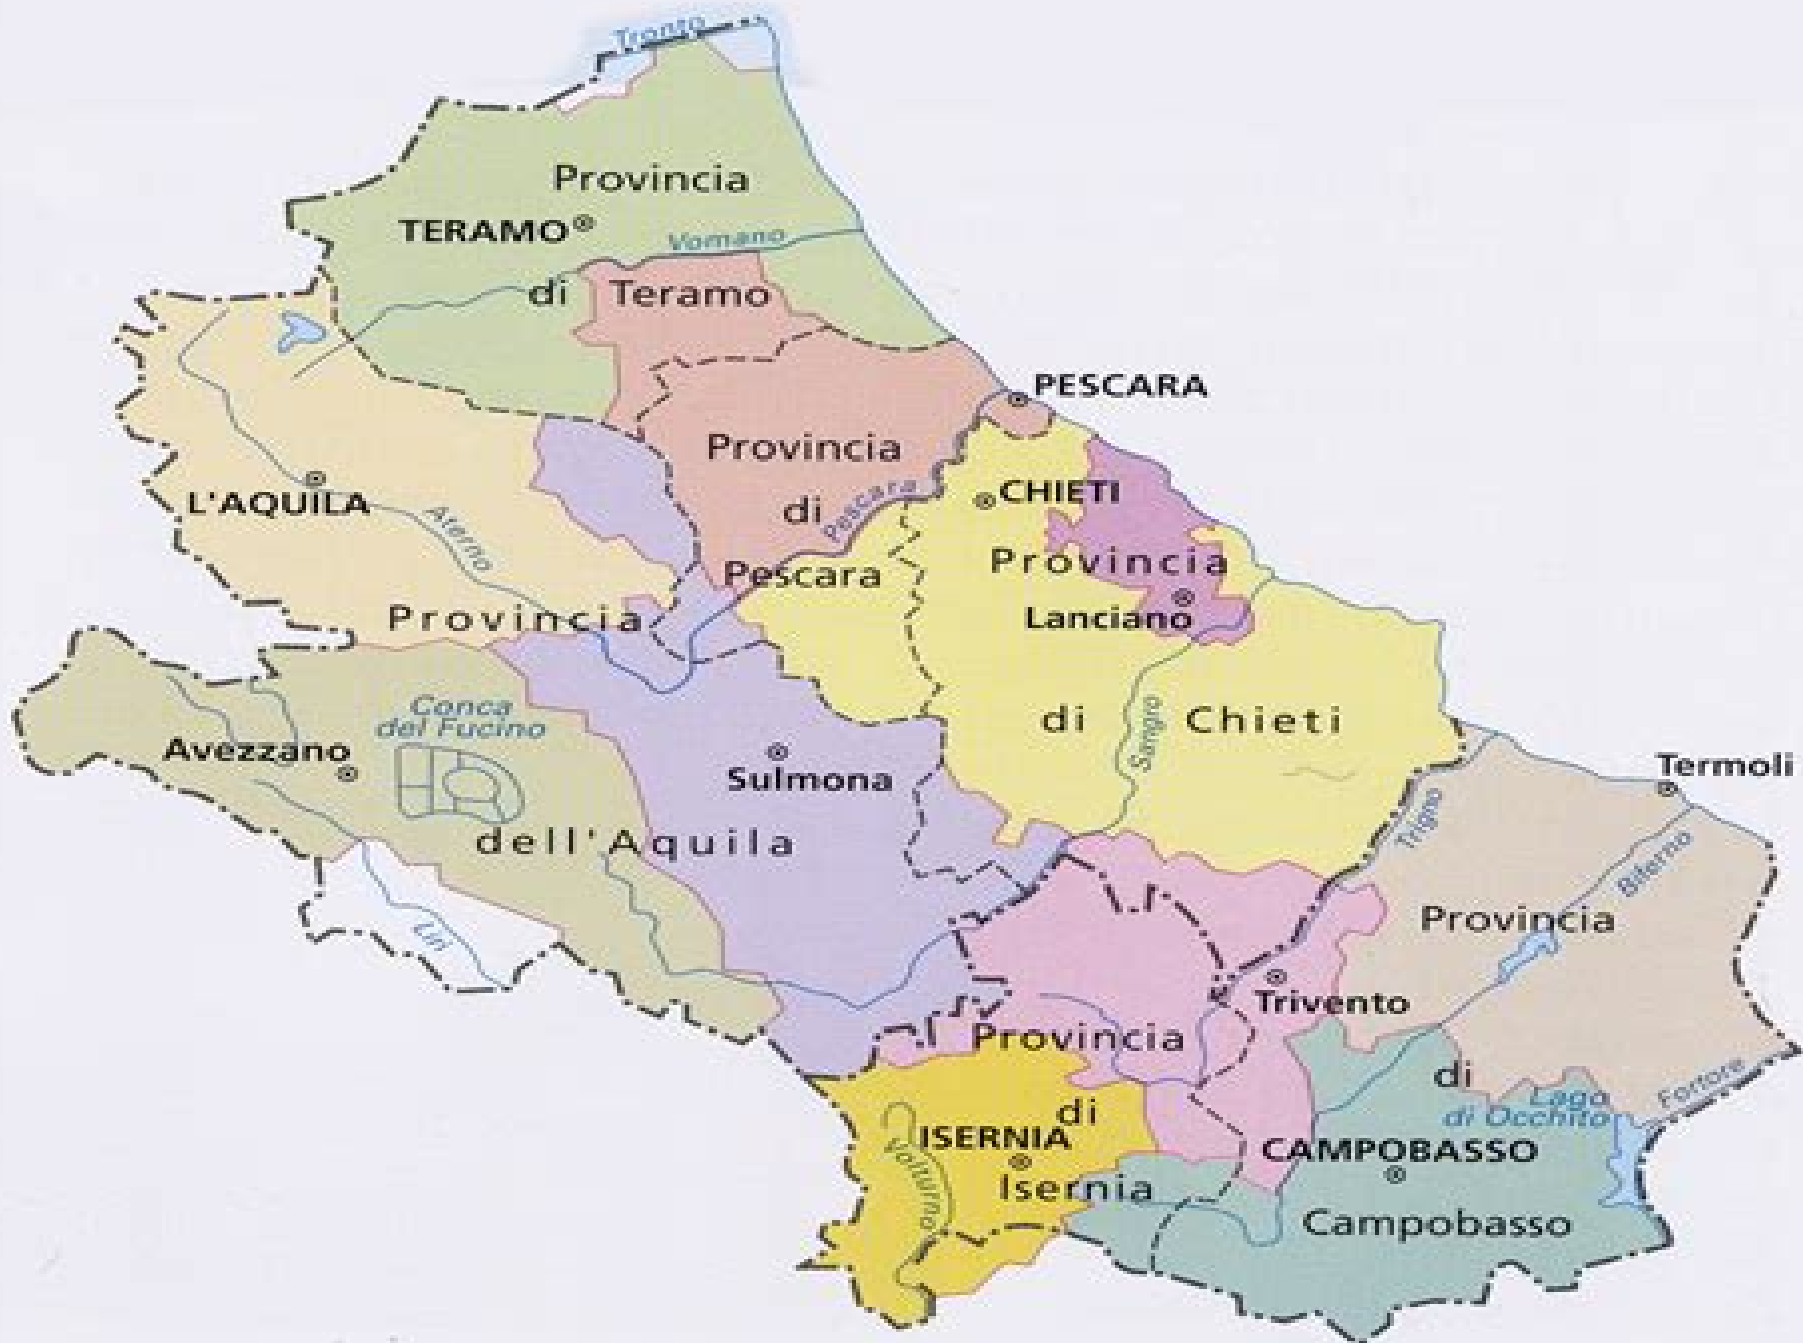 Tronto
Provincia
TERAMO
Vomano
di Teramo
PESCARA
Provincia
L'AQUILA
CHIETI
di
Pescara
Aterno
Provincia
Pescara
Provincia
Lanciano
Conca
del Fucino
di Chieti
Sangro
Avezzano
Sulmona
Termoli
Trigno
dell'Aquila
Biferno
Provincia
Liri
Trivento
Provincia
di
Fortore
Lago
di Occhito
di
ISERNIA
CAMPOBASSO
Volturno
Isernia
Campobasso